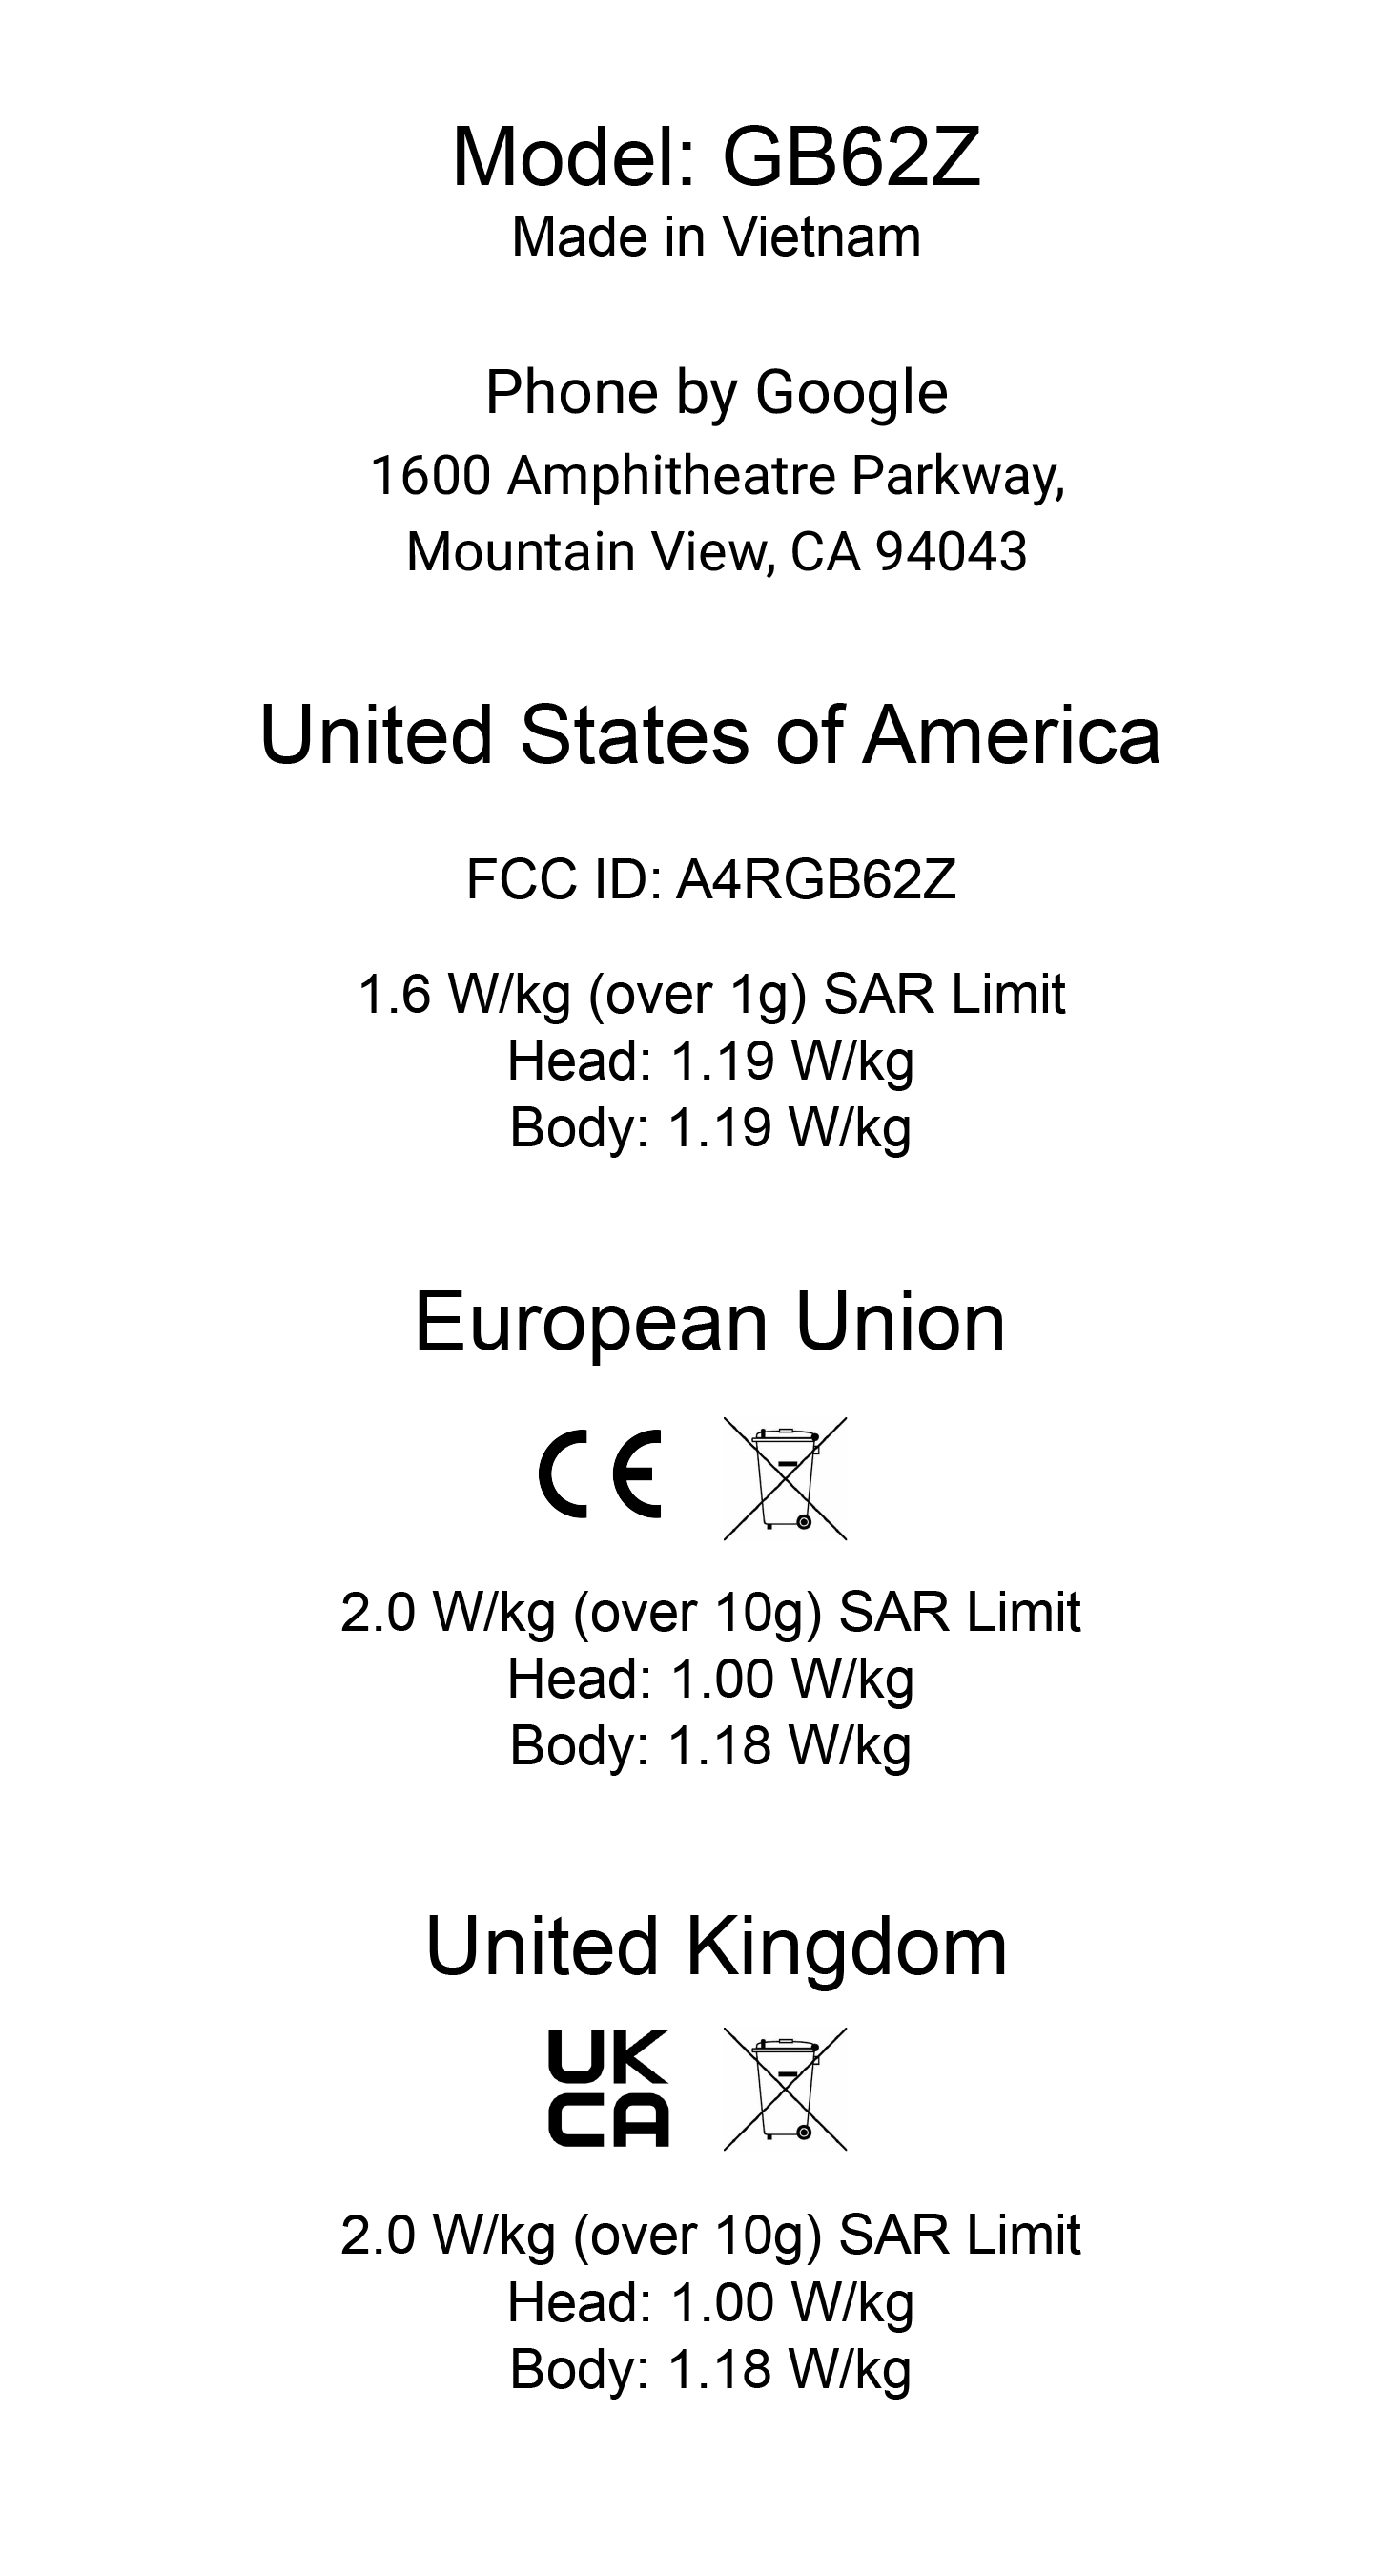 Model: GB62Z
Made in Vietnam
Phone by Google
1600 Amphitheatre Parkway,
Mountain View, CA 94043
United States of America
FCC ID: A4RGB62Z
1.6 W/kg (over 1g) SAR Limit
Head: 1.19 W/kg
Body: 1.19 W/kg
European Union
CE
2.0 W/kg (over 10g) SAR Limit
Head: 1.00 W/kg
Body: 1.18 W/kg
United Kingdom
UK
CA
2.0 W/kg (over 10g) SAR Limit
Head: 1.00 W/kg
Body: 1.18 W/kg